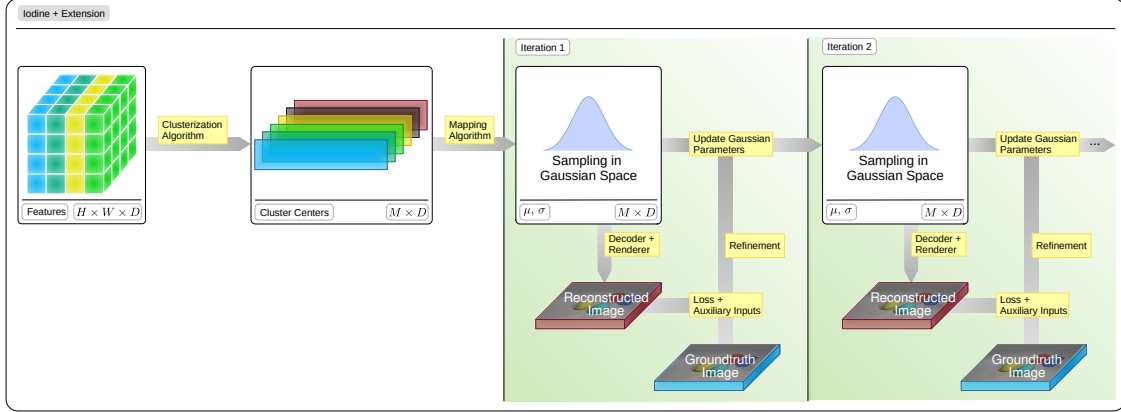 Iodine + Extension
Features
H × W × D
Clusterization
Algorithm
Cluster Centers
M × D
Mapping
Algorithm
Iteration 1
Sampling in
Gaussian Space
μ, σ
M × D
Update Gaussian
Parameters
Decoder +
Renderer
Refinement
Reconstructed
Image
Loss +
Auxiliary Inputs
Groundtruth
Image
Iteration 2
Sampling in
Gaussian Space
μ, σ
M × D
Update Gaussian
Parameters
...
Decoder +
Renderer
Refinement
Reconstructed
Image
Loss +
Auxiliary Inputs
Groundtruth
Image